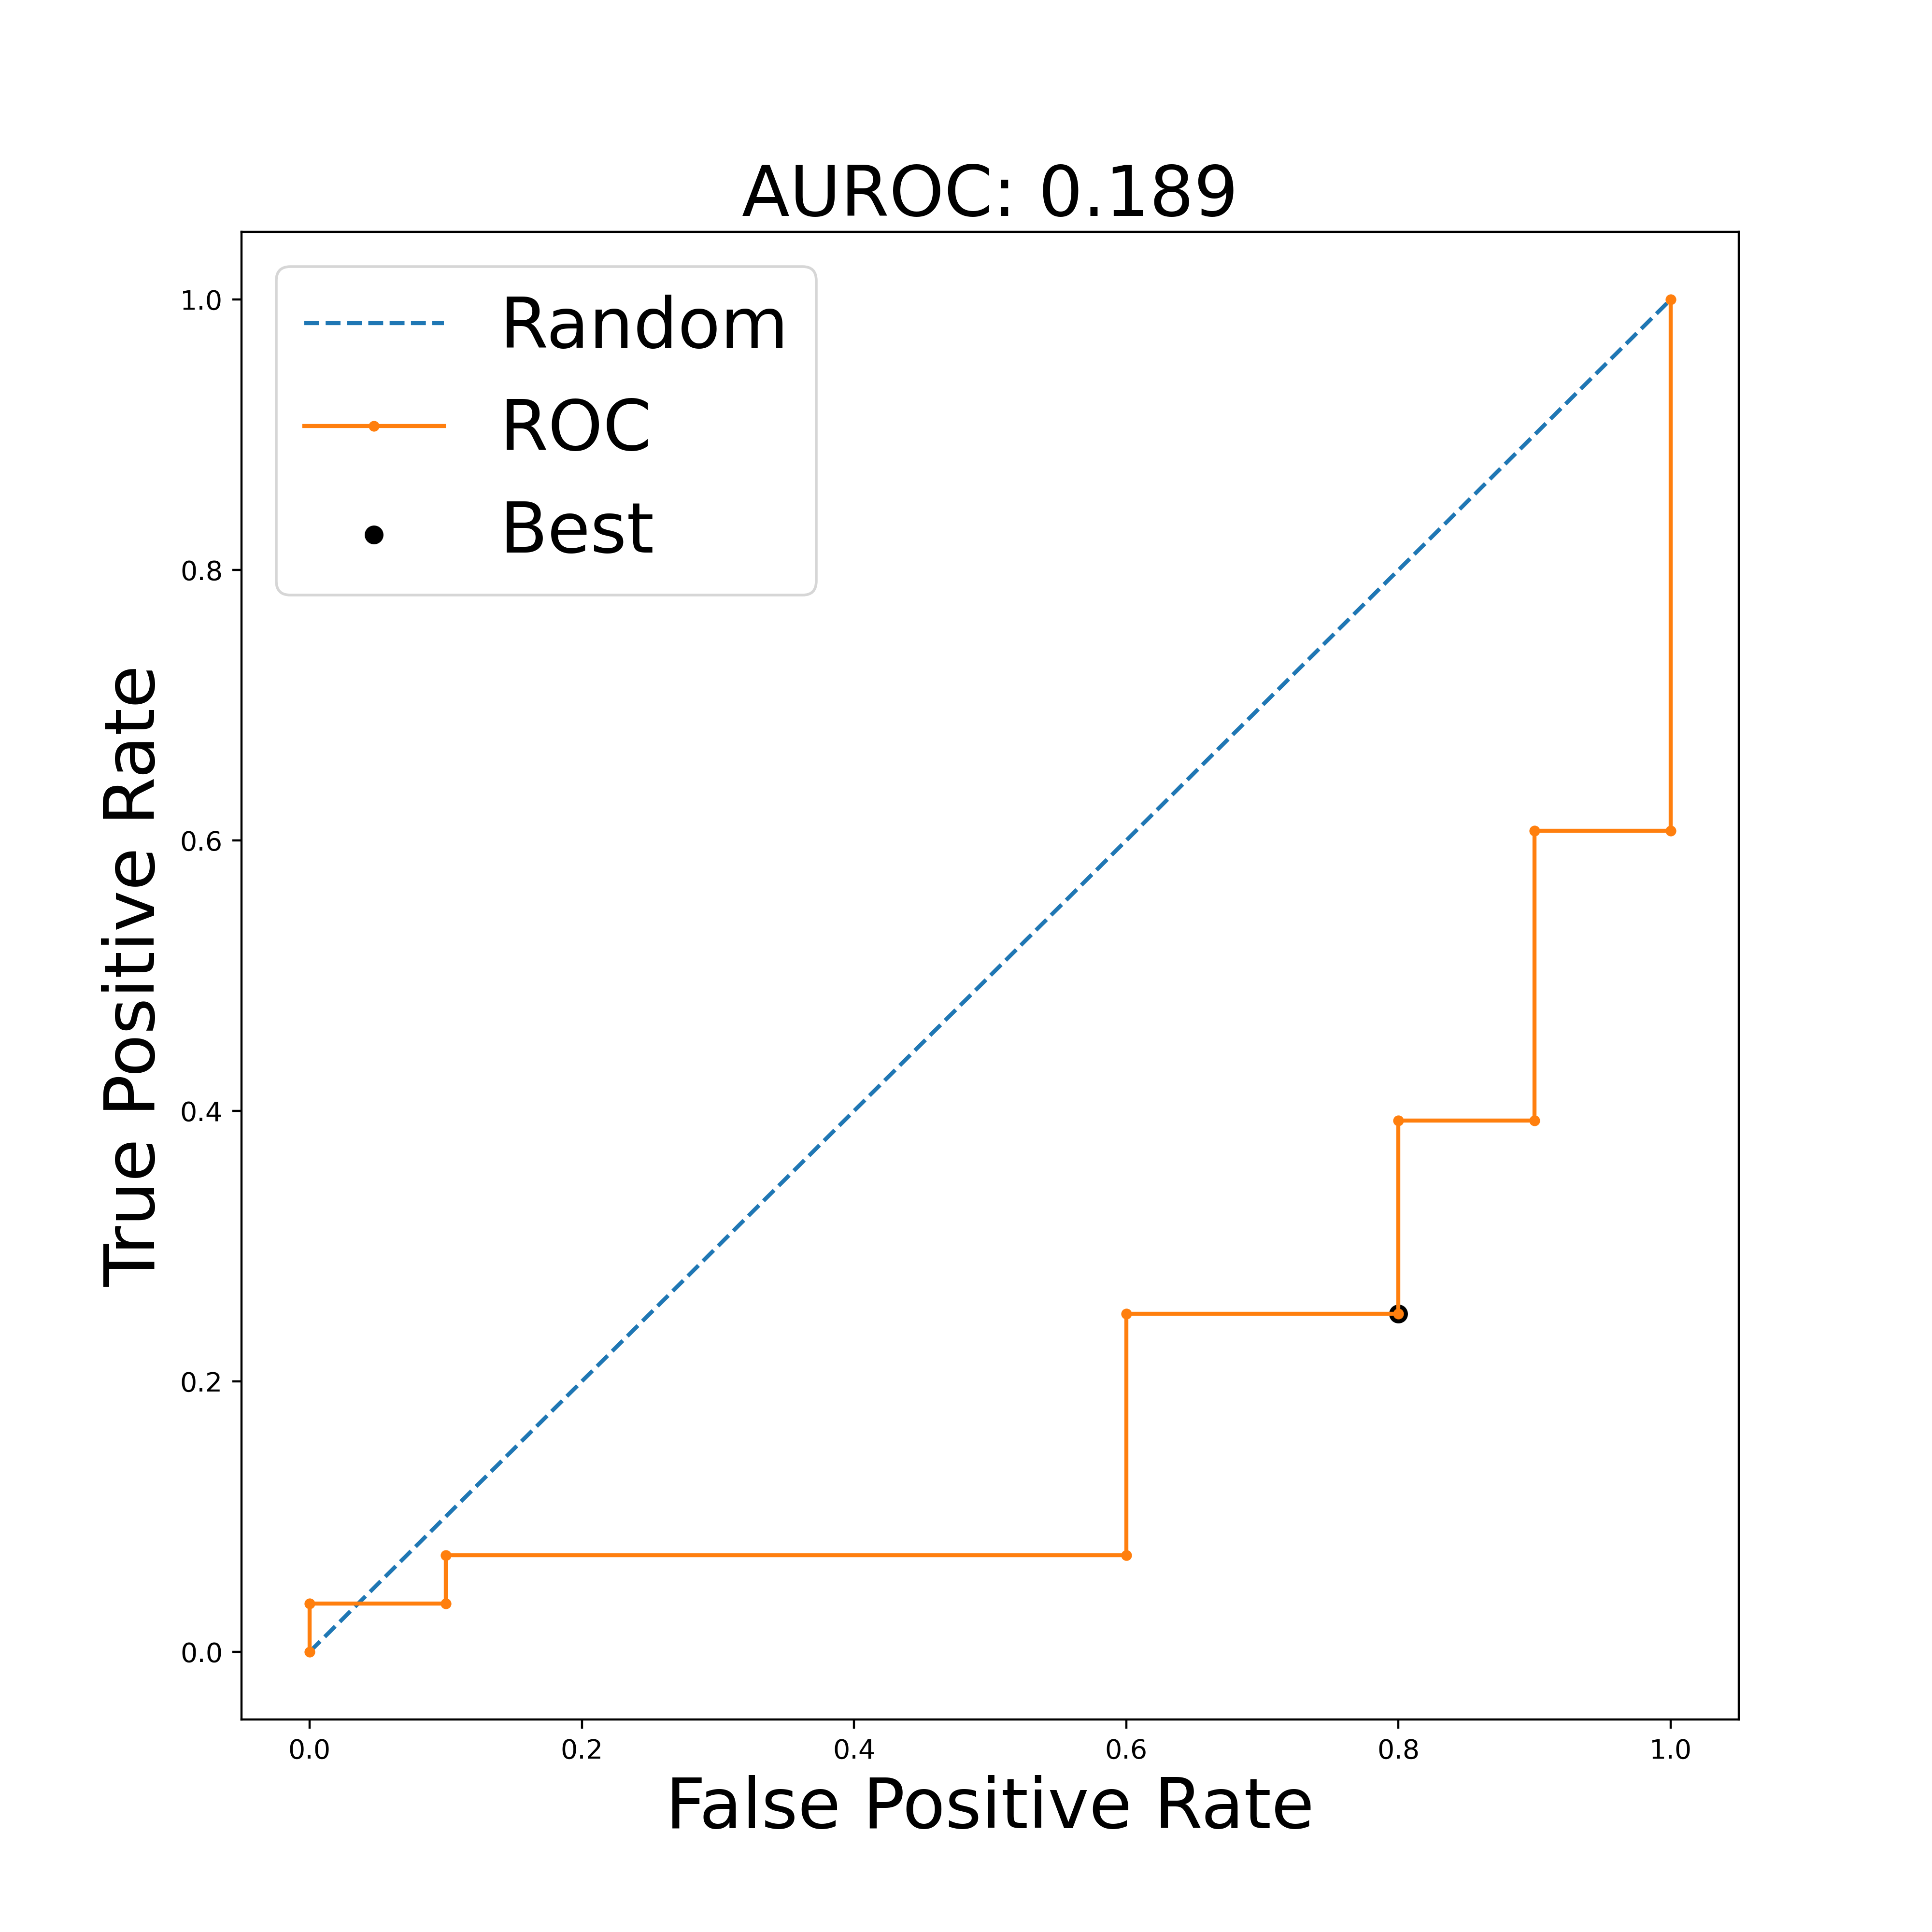 AUROC: 0.189
Random
ROC
Best
True Positive Rate
1.0
0.8
0.6
0.4
0.2
0.0
0.0 0.2 0.4 0.6 0.8 1.0
False Positive Rate